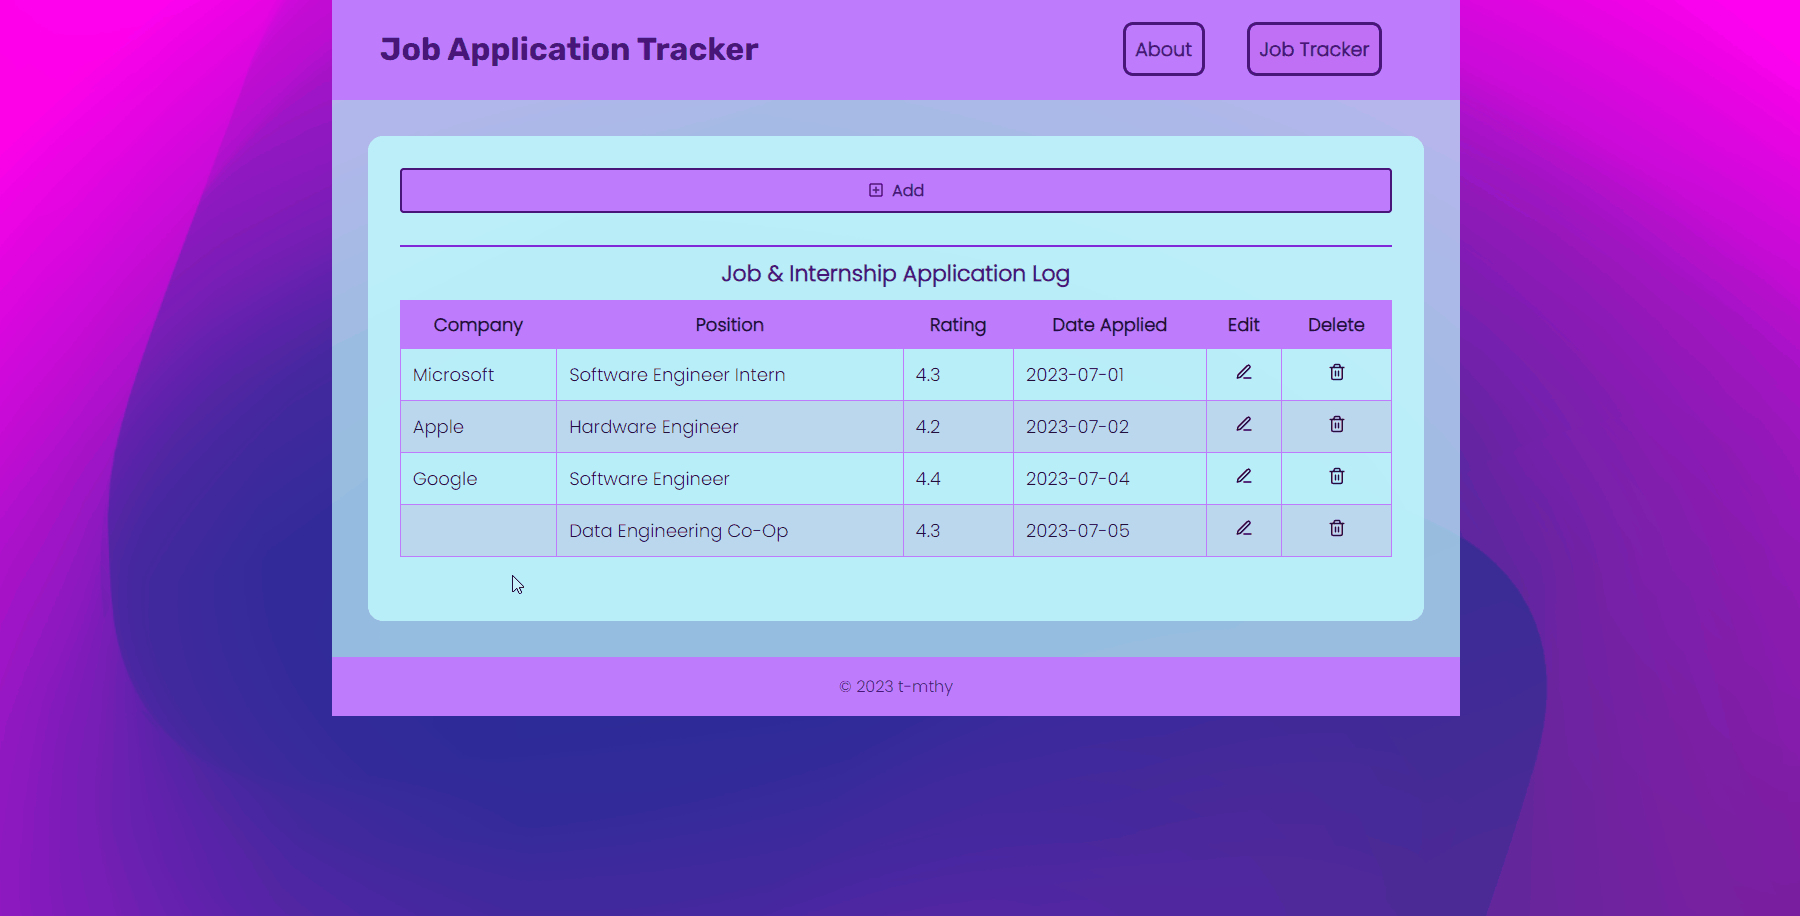 Job Application Tracker About Job Tracker
Add
Job & Internship Application Log
Company Position Rating Date Applied Edit Delete
Microsoft Software Engineer Intern 4.3 2023-07-01
Apple Hardware Engineer 4.2 2023-07-02
Google Software Engineer 4.4 2023-07-04
Data Engineering Co-Op 4.3 2023-07-05
© 2023 t-mthy